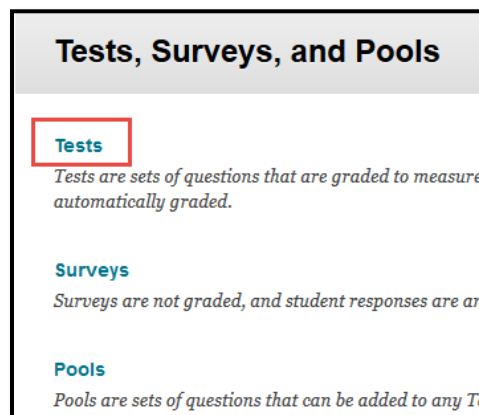 Tests, Surveys, and Pools
Tests
Tests are sets of questions that are graded to measure
automatically graded.
Surveys
Surveys are not graded, and student responses are
Pools
Pools are sets of questions that can be added to any